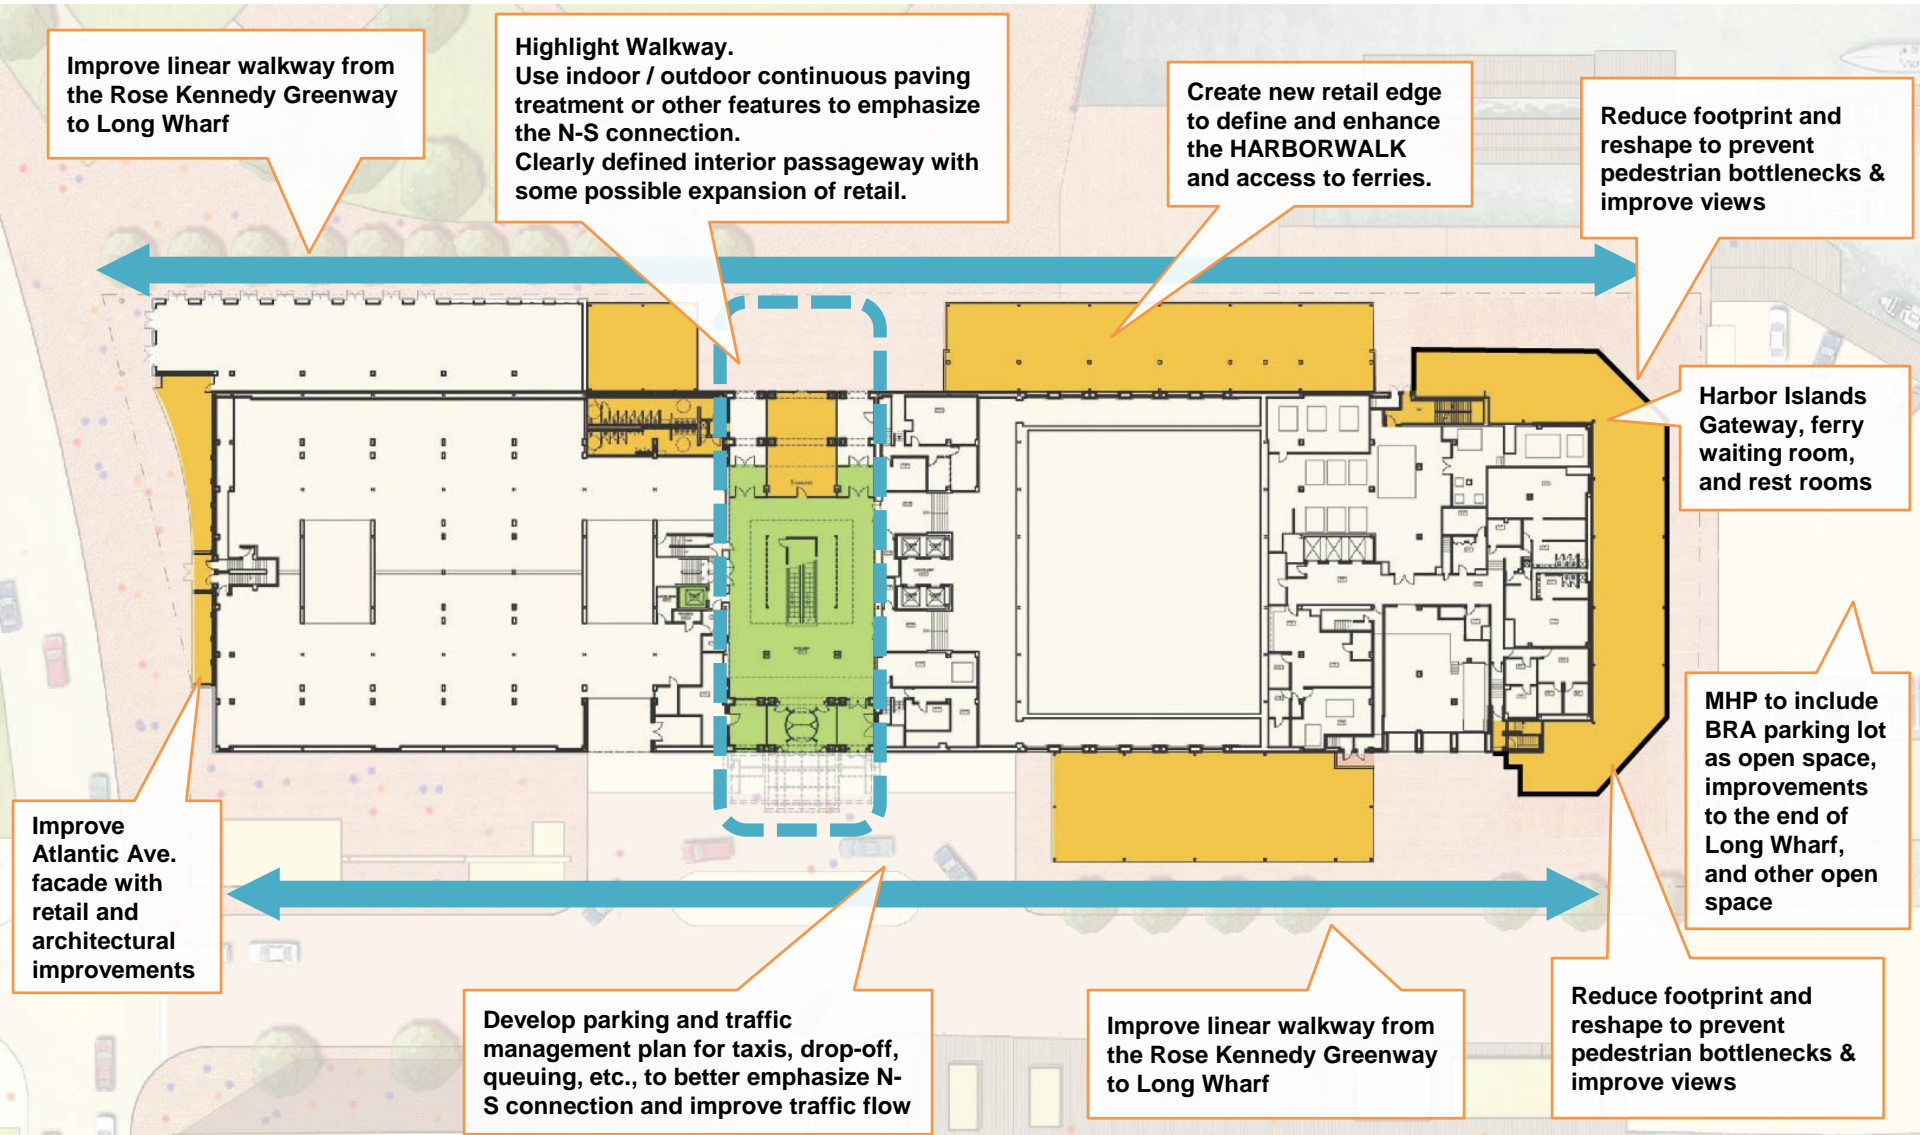 Improve linear walkway from
the Rose Kennedy Greenway
to Long Wharf
Highlight Walkway.
Use indoor / outdoor continuous paving
treatment or other features to emphasize
the N-S connection.
Clearly defined interior passageway with
some possible expansion of retail.
Create new retail edge
to define and enhance
the HARBORWALK
and access to ferries.
Reduce footprint and
reshape to prevent
pedestrian bottlenecks &
improve views
Harbor Islands
Gateway, ferry
waiting room,
and rest rooms
MHP to include
BRA parking lot
as open space,
improvements
to the end of
Long Wharf,
and other open
space
Improve
Atlantic Ave.
facade with
retail and
architectural
improvements
Develop parking and traffic
management plan for taxis, drop-off,
queuing, etc., to better emphasize N-
S connection and improve traffic flow
Improve linear walkway from
the Rose Kennedy Greenway
to Long Wharf
Reduce footprint and
reshape to prevent
pedestrian bottlenecks &
improve views